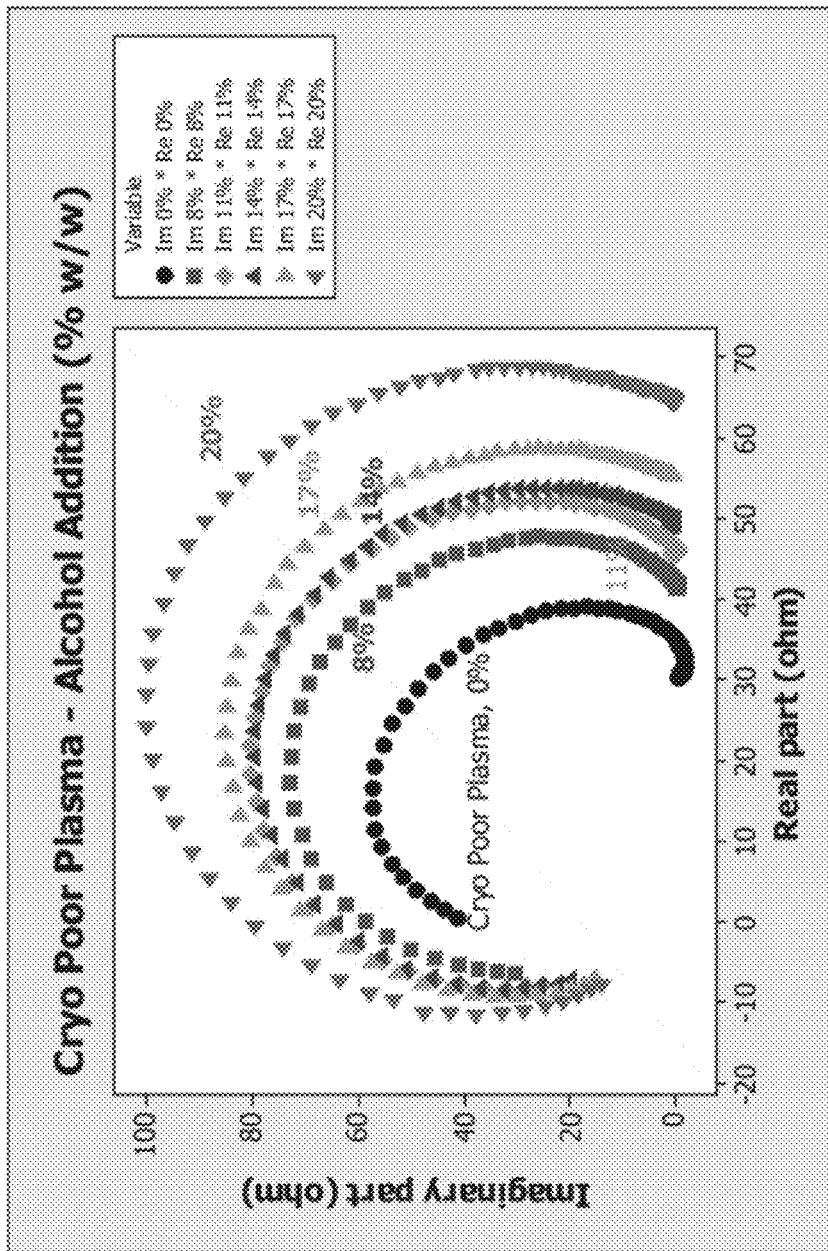 Cryo Poor Plasma - Alcohol Addition (% w/w)
Variable
Im 0% * Re 0%
Im 8% * Re 8%
Im 11% * Re 11%
Im 14% * Re 14%
Im 17% * Re 17%
Im 20% * Re 20%
20%
17%
14%
11%
8%
Cryo Poor Plasma, 0%
Imaginary part (ohm)
100
80
60
40
20
0
-20
-10
0
10
20
30
40
50
60
70
Real part (ohm)